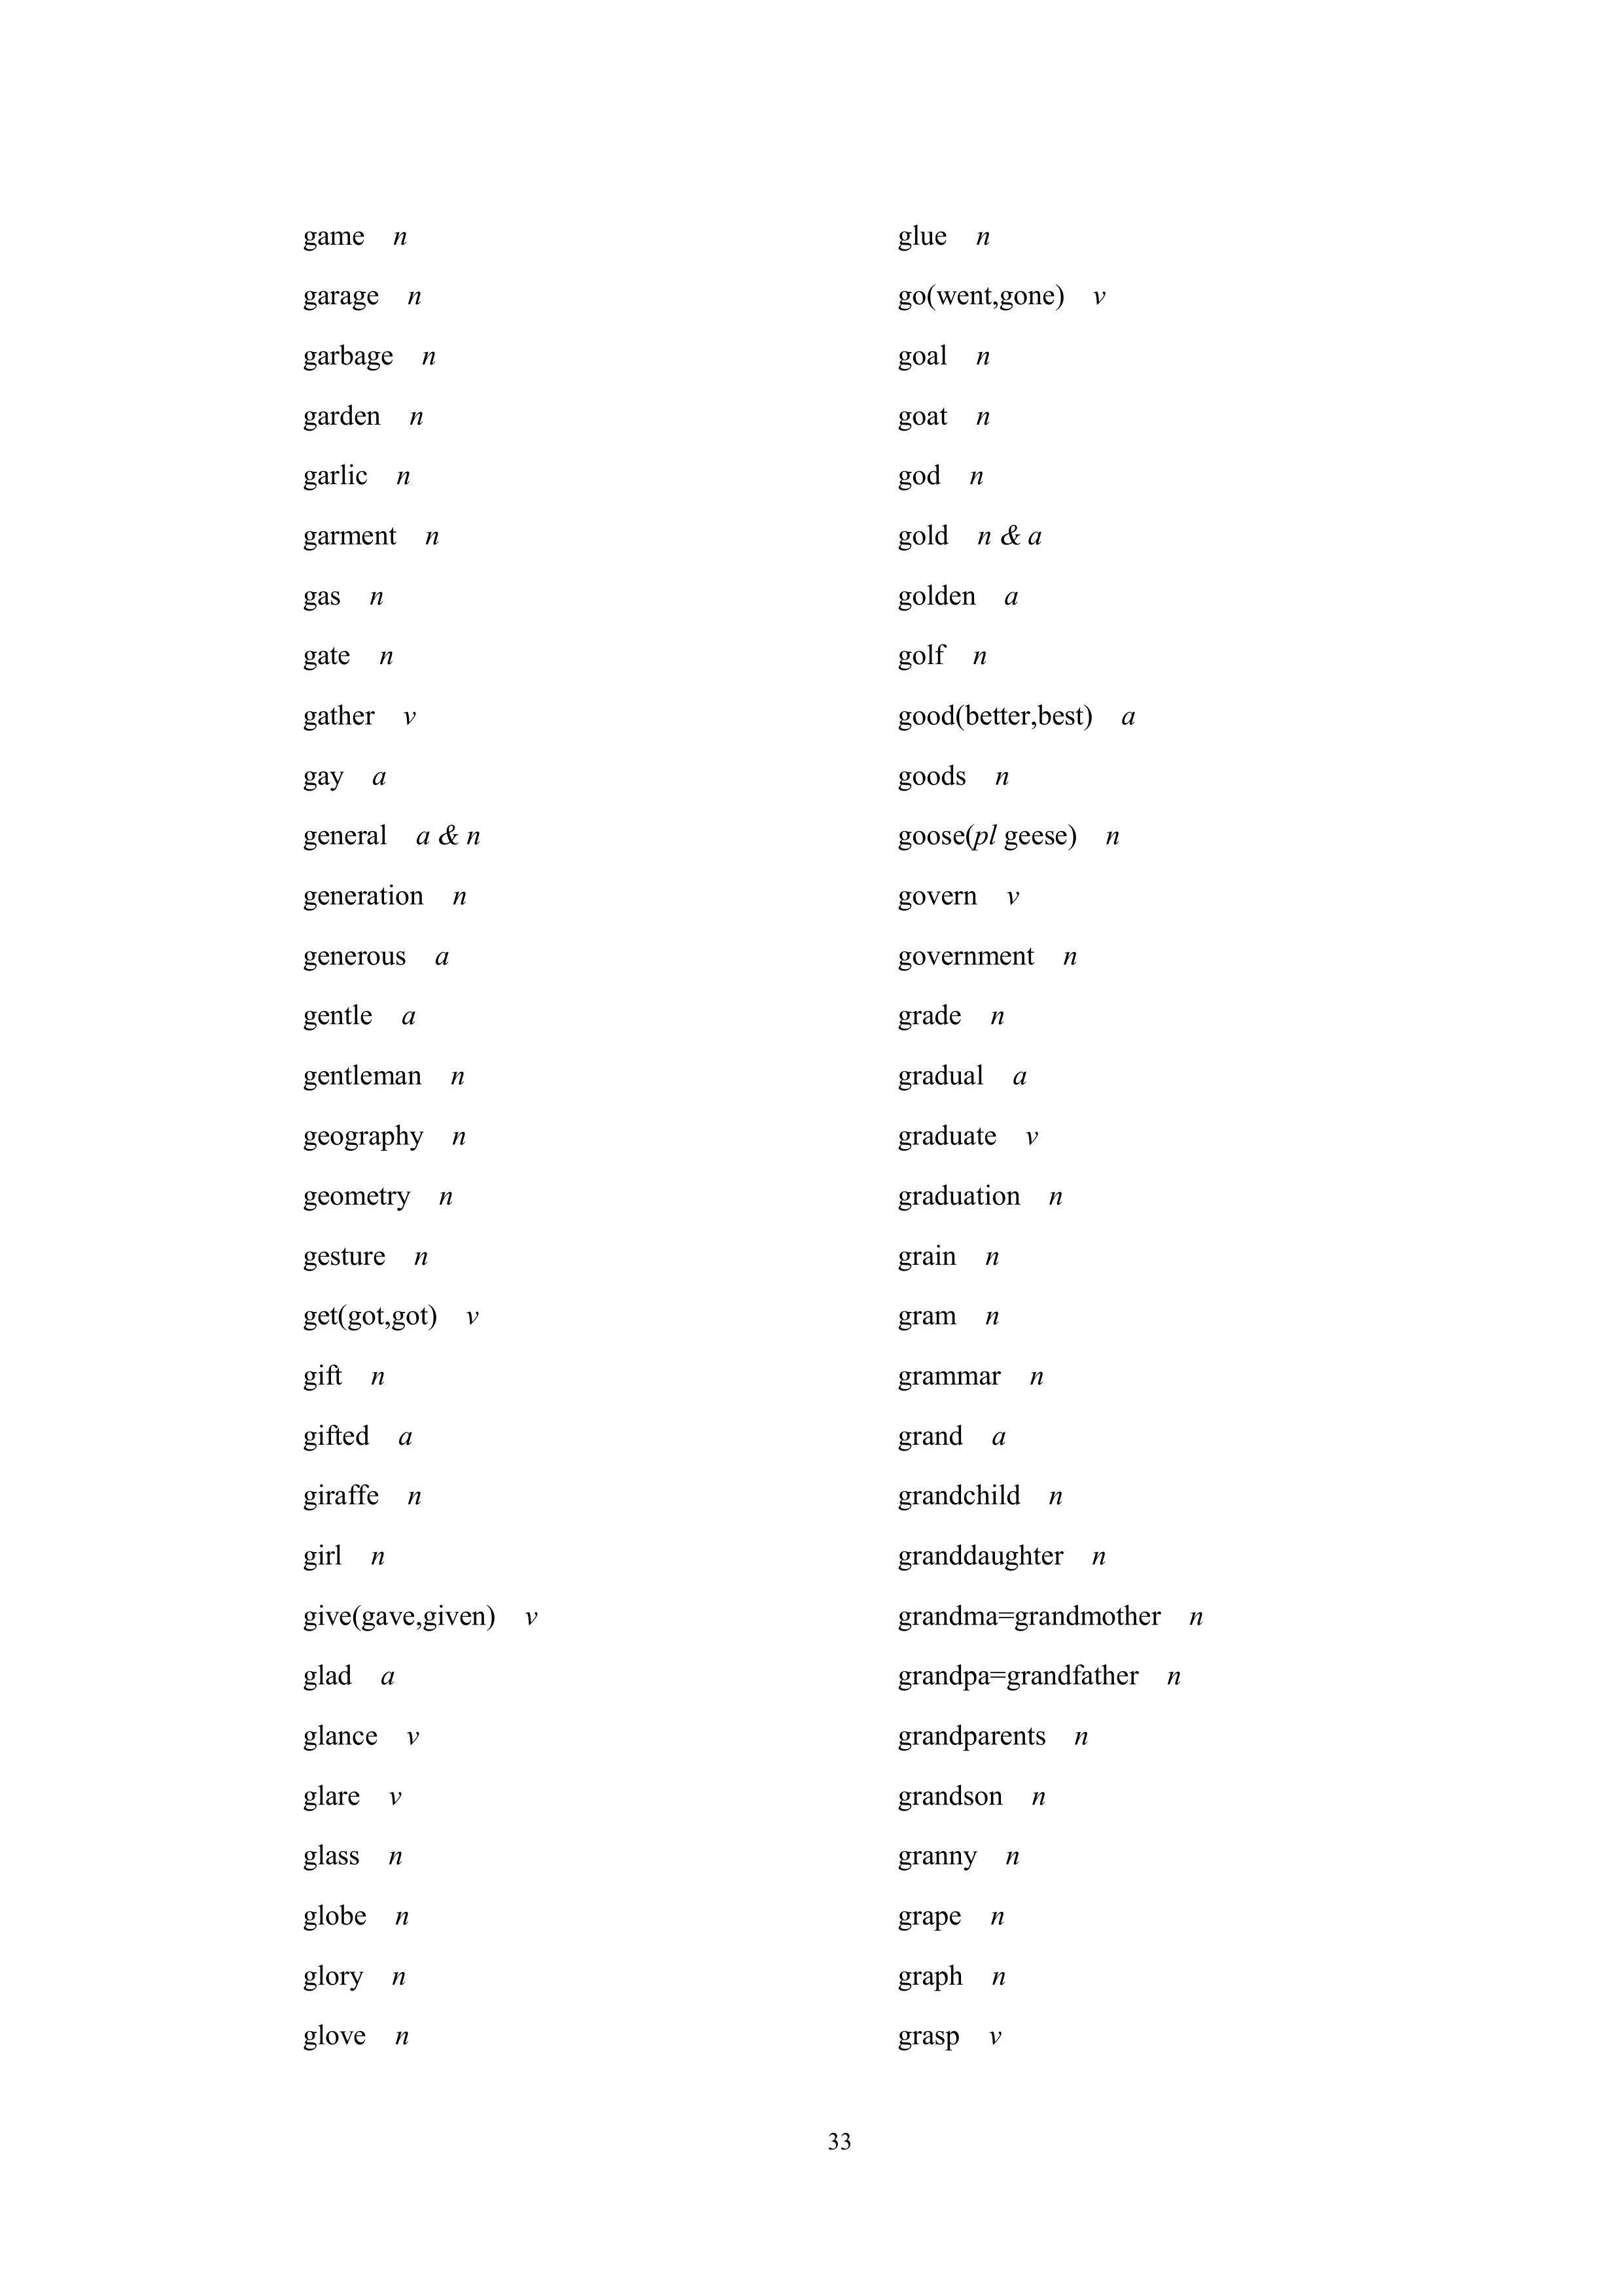 game n
garage n
garbage n
garden n
garlic n
garment n
gas n
gate n
gather v
gay a
general a & n
generation n
generous a
gentle a
gentleman n
geography n
geometry n
gesture n
get(got,got) v
gift n
gifted a
giraffe n
girl n
give(gave,given) v
glad a
glance v
glare v
glass n
globe n
glory n
glove n
glue n
go(went,gone) v
goal n
goat n
god n
gold n & a
golden a
golf n
good(better,best) a
goods n
goose(pl geese) n
govern v
government n
grade n
gradual a
graduate v
graduation n
grain n
gram n
grammar n
grand a
grandchild n
granddaughter n
grandma=grandmother n
grandpa=grandfather n
grandparents n
grandson n
granny n
grape n
graph n
grasp v
33